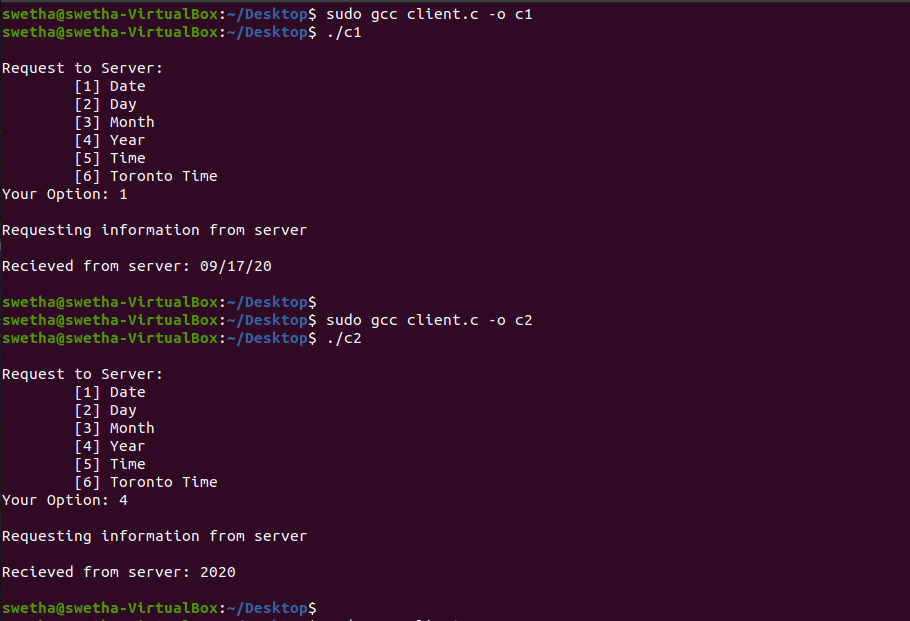 swetha@swetha-VirtualBox:~/Desktop$ sudo gcc client.c -o c1
swetha@swetha-VirtualBox:~/Desktop$ ./c1
Request to Server:
[1] Date
[2] Day
[3] Month
[4] Year
[5] Time
[6] Toronto Time
Your Option: 1
Requesting information from server
Recieved from server: 09/17/20
swetha@swetha-VirtualBox:~/Desktop$
swetha@swetha-VirtualBox:~/Desktop$ sudo gcc client.c -o c2
swetha@swetha-VirtualBox:~/Desktop$ ./c2
Request to Server:
[1] Date
[2] Day
[3] Month
[4] Year
[5] Time
[6] Toronto Time
Your Option: 4
Requesting information from server
Recieved from server: 2020
swetha@swetha-VirtualBox:~/Desktop$